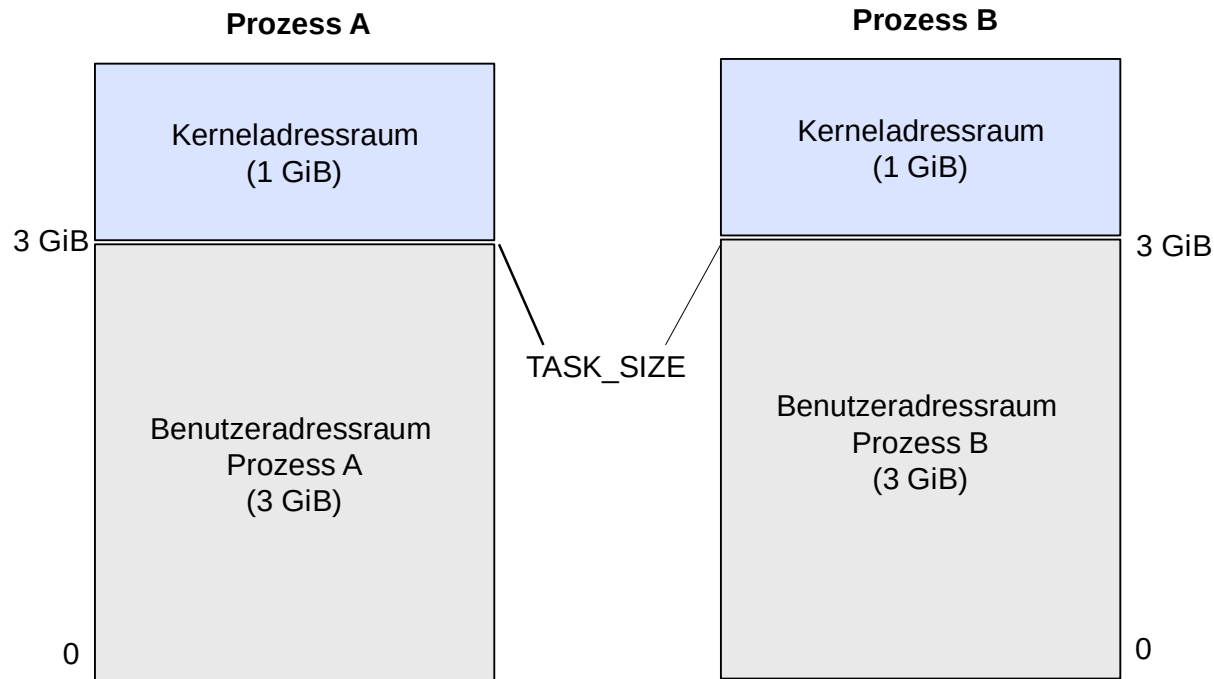 Prozess A
Prozess B
Kerneladressraum
(1 GiB)
Kerneladressraum
(1 GiB)
3 GiB
3 GiB
TASK_SIZE
Benutzeradressraum
Prozess A
(3 GiB)
Benutzeradressraum
Prozess B
(3 GiB)
0
0